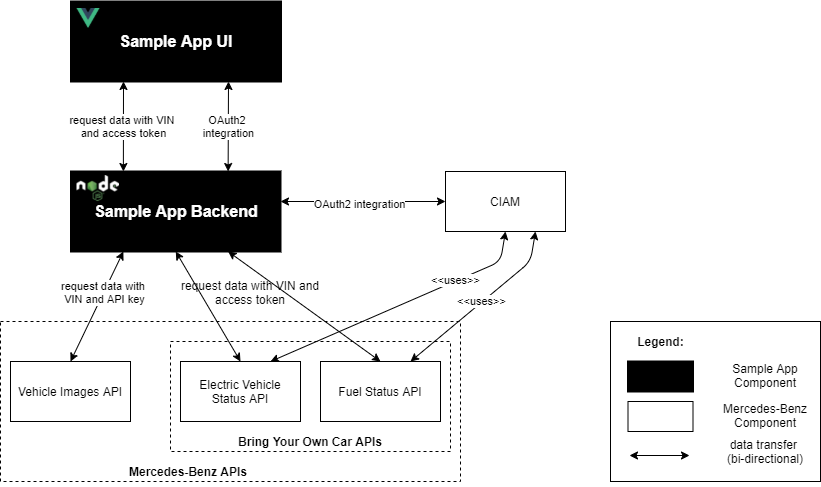 Sample App UI
request data with VIN
and access token
OAuth2
integration
node
JS
Sample App Backend
OAuth2 integration
CIAM
request data with
VIN and API key
request data with VIN and
access token
<<uses>>
<<uses>>
Vehicle Images API
Electric Vehicle
Status API
Fuel Status API
Bring Your Own Car APIs
Mercedes-Benz APIs
Legend:
Sample App
Component
Mercedes-Benz
Component
data transfer
(bi-directional)